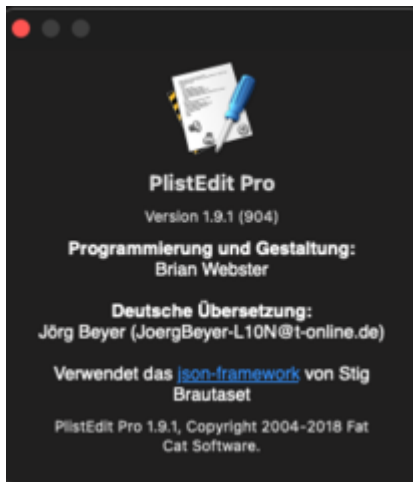 PlistEdit Pro
Version 1.9.1 (904)
Programmierung und Gestaltung:
Brian Webster
Deutsche Übersetzung:
Jörg Beyer (JoergBeyer-L10N@t-online.de)
Verwendet das json-framework von Stig
Brautaset
PlistEdit Pro 1.9.1, Copyright 2004-2018 Fat
Cat Software.